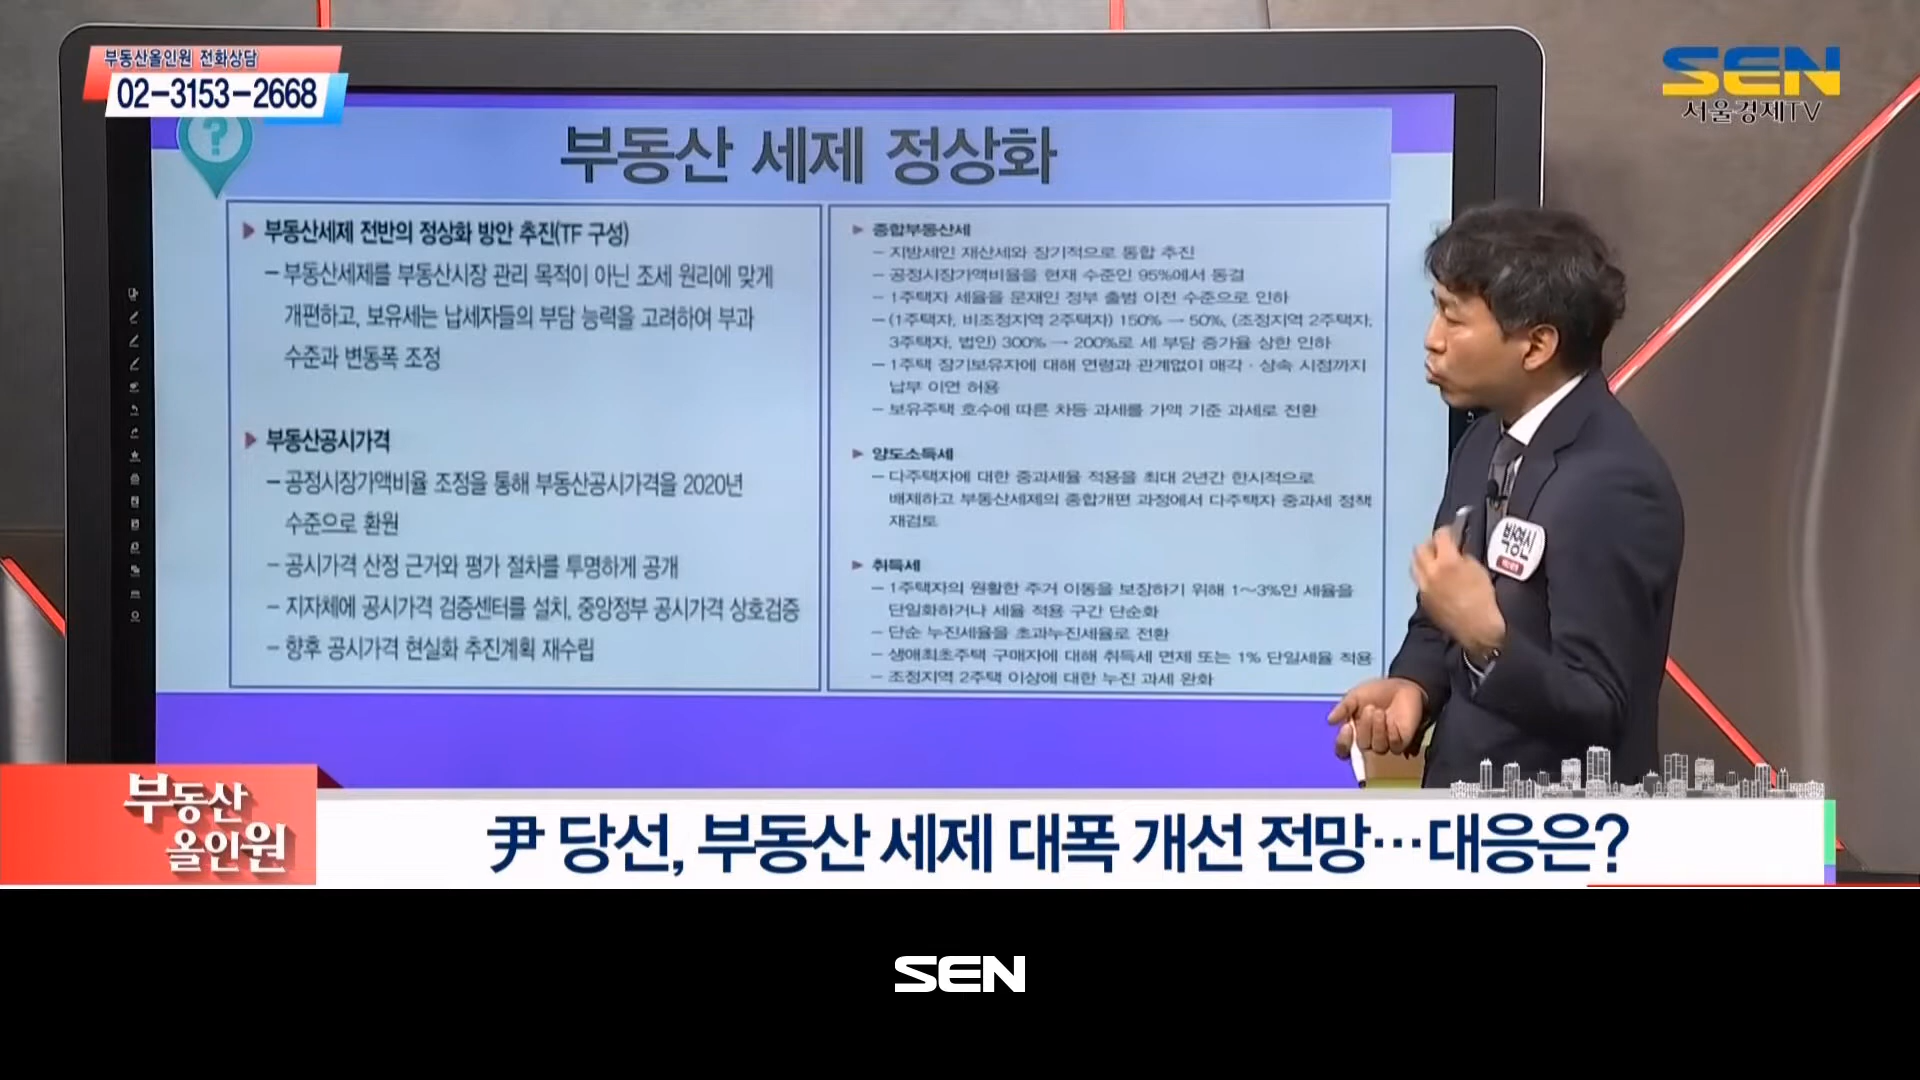 부동산올인원 전화상담
02-3153-2668
SEN
서울경제TV
?
부동산 세제 정상화
▶ 부동산세제 전반의 정상화 방안 추진(TF 구성)
– 부동산세제를 부동산시장 관리 목적이 아닌 조세 원리에 맞게
개편하고, 보유세는 납세자들의 부담 능력을 고려하여 부과
수준과 변동폭 조정
▶ 부동산공시가격
– 공정시장가액비율 조정을 통해 부동산공시가격을 2020년
수준으로 환원
– 공시가격 산정 근거와 평가 절차를 투명하게 공개
– 지자체에 공시가격 검증센터를 설치, 중앙정부 공시가격 상호검증
– 향후 공시가격 현실화 추진계획 재수립
▶ 종합부동산세
– 지방세인 재산세와 장기적으로 통합 추진
– 공정시장가액비율을 현재 수준인 95%에서 동결
– 1주택자 세율을 문재인 정부 출범 이전 수준으로 인하
– (1주택자, 비조정지역 2주택자) 150% → 50%, (조정지역 2주택자,
3주택자, 법인) 300% → 200%로 세 부담 증가율 상한 인하
– 1주택 장기보유자에 대해 연령과 관계없이 매각 · 상속 시점까지
납부 이연 허용
– 보유주택 호수에 따른 차등 과세를 가액 기준 과세로 전환
▶ 양도소득세
– 다주택자에 대한 중과세율 적용을 최대 2년간 한시적으로
배제하고 부동산세제의 종합개편 과정에서 다주택자 중과세 정책
재검토
▶ 취득세
– 1주택자의 원활한 주거 이동을 보장하기 위해 1~3%인 세율을
단일화하거나 세율 적용 구간 단순화
– 단순 누진세율을 초과누진세율로 전환
– 생애최초주택 구매자에 대해 취득세 면제 또는 1% 단일세율 적용
– 조정지역 2주택 이상에 대한 누진 과세 완화
박영신
부동산
올인원
尹 당선, 부동산 세제 대폭 개선 전망…대응은?
SEN